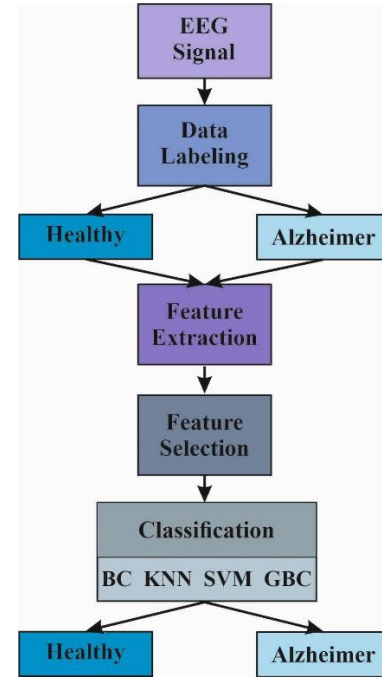 EEG
Signal
Data
Labeling
Healthy
Alzheimer
Feature
Extraction
Feature
Selection
Classification
BC KNN SVM GBC
Healthy
Alzheimer